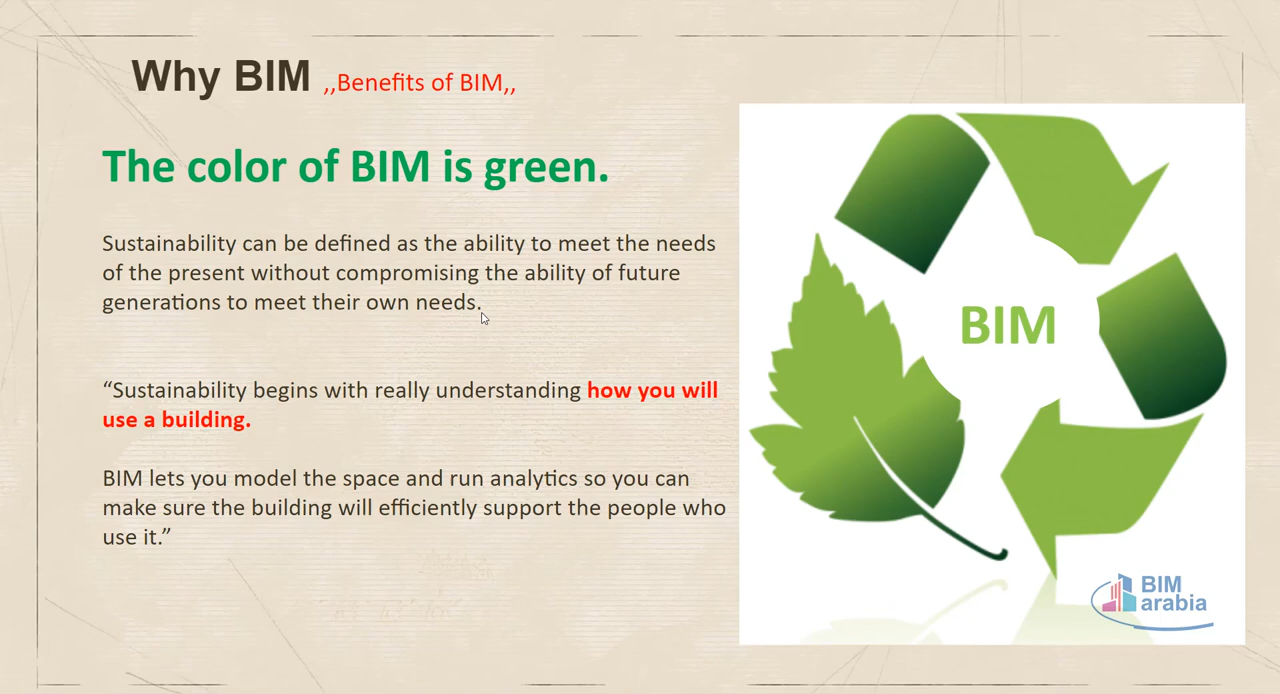 Why BIM ,,Benefits of BIM,,
The color of BIM is green.
Sustainability can be defined as the ability to meet the needs
of the present without compromising the ability of future
generations to meet their own needs.
“Sustainability begins with really understanding how you will
use a building.
BIM lets you model the space and run analytics so you can
make sure the building will efficiently support the people who
use it.”
BIM
BIM
arabia